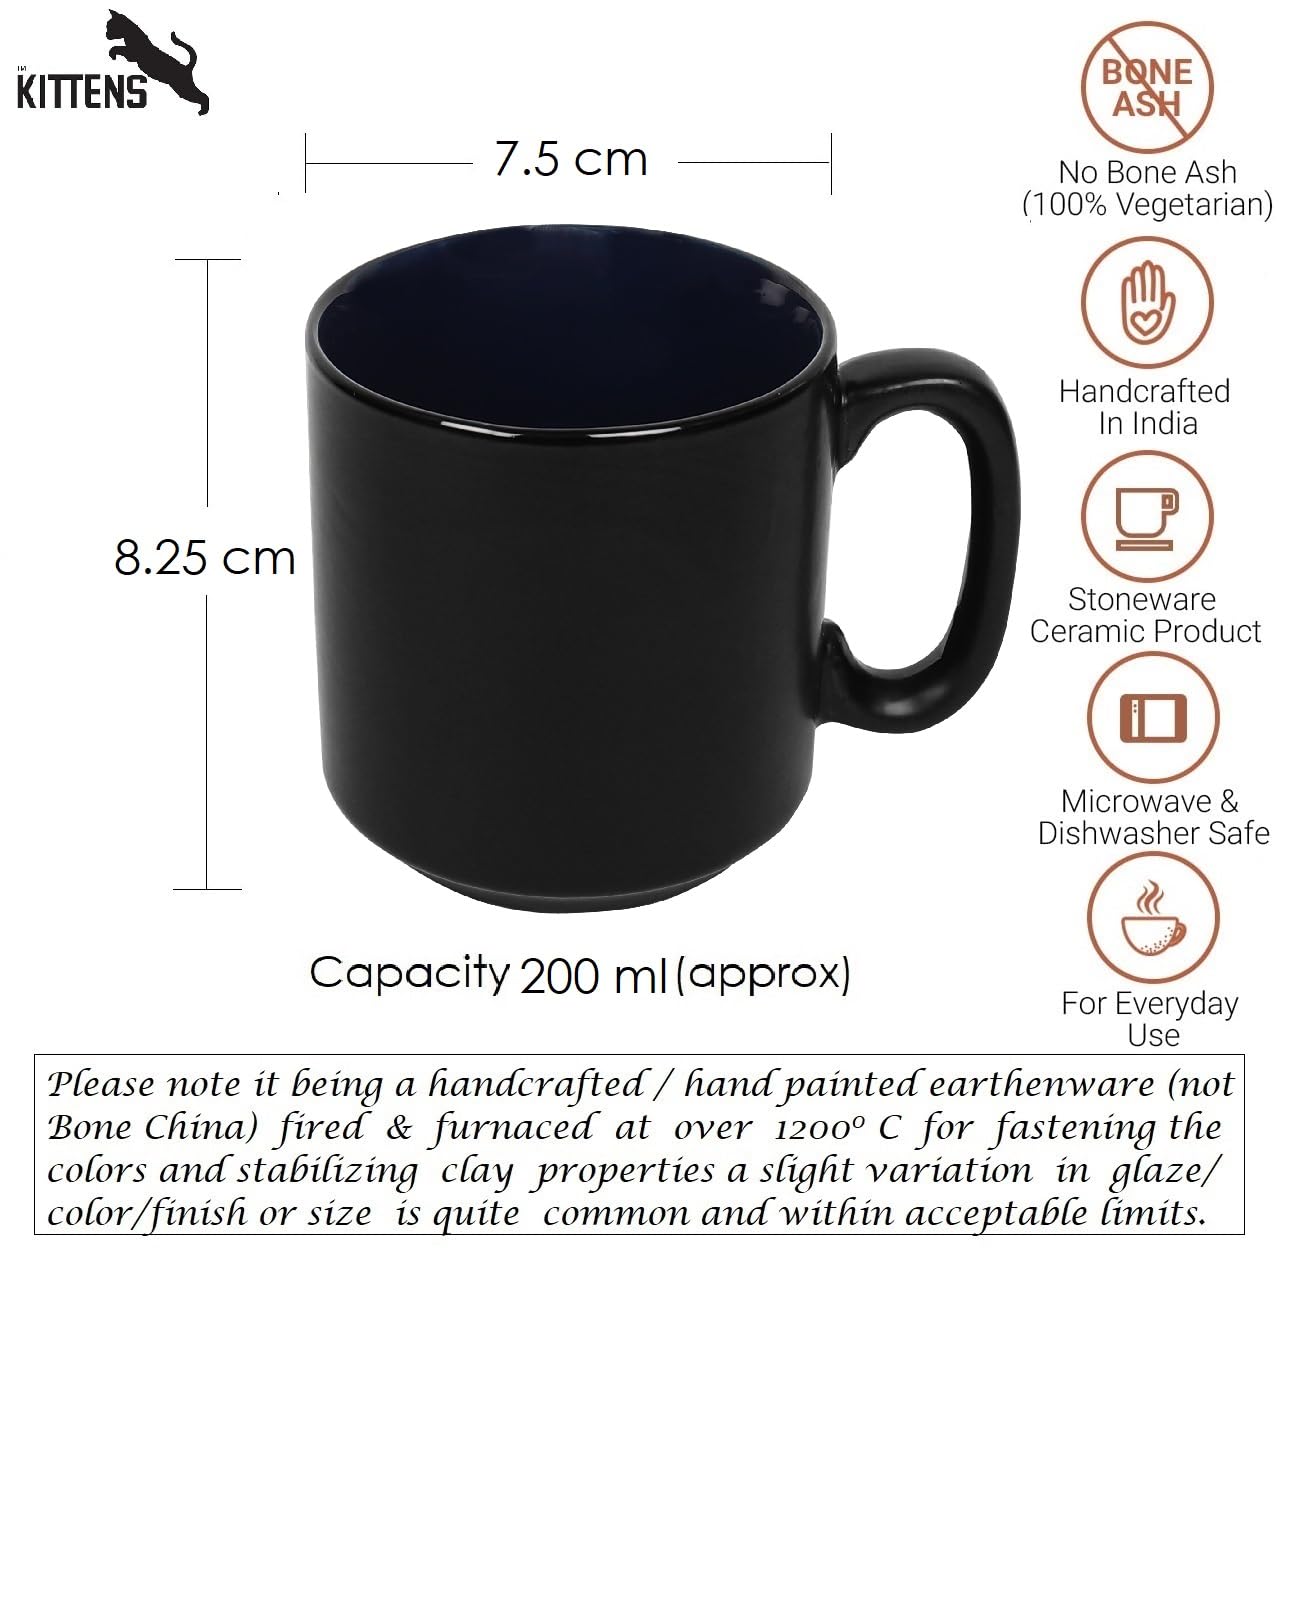 TM
KITTENS
7.5 cm
8.25 cm
Capacity 200 ml (approx)
BONE
ASH
No Bone Ash
(100% Vegetarian)
Handcrafted
In India
Stoneware
Ceramic Product
Microwave &
Dishwasher Safe
For Everyday
Use
Please note it being a handcrafted / hand painted earthenware (not
Bone China) fired & furnaced at over 1200º C for fastening the
colors and stabilizing clay properties a slight variation in glaze/
color/finish or size is quite common and within acceptable limits.